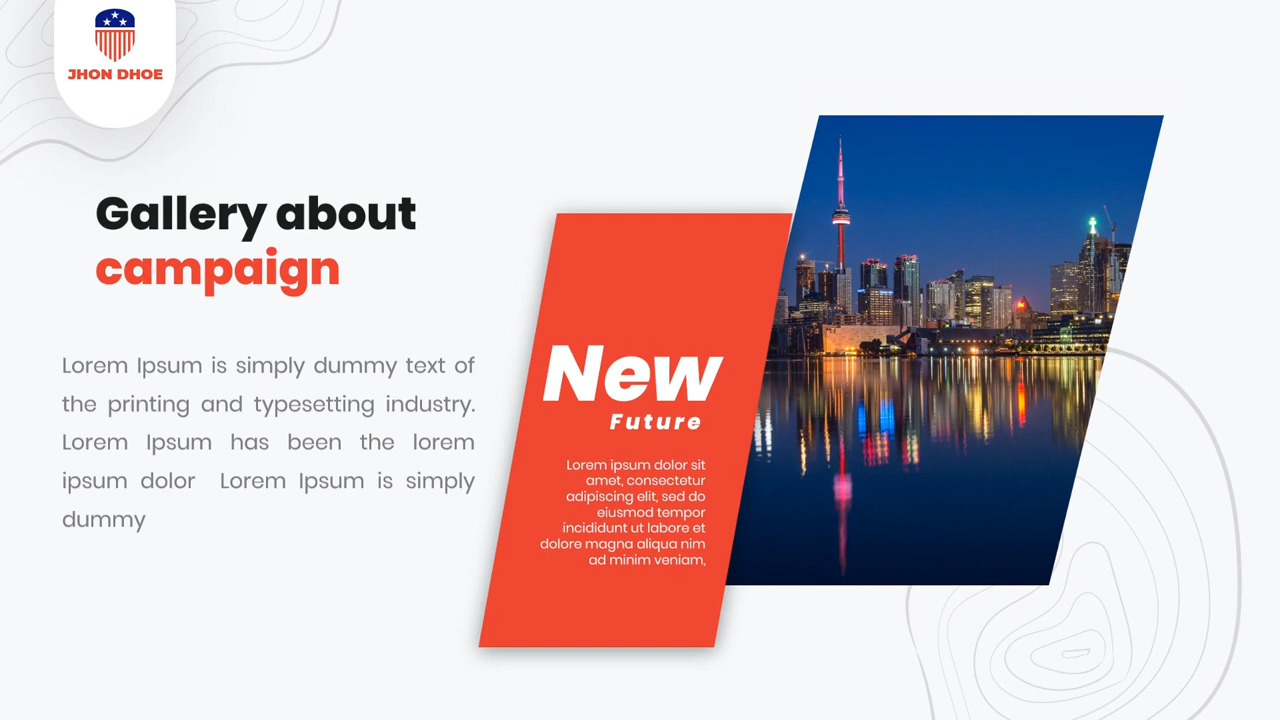 JHON DHOE
Gallery about
campaign
Lorem Ipsum is simply dummy text of
the printing and typesetting industry.
Lorem Ipsum has been the lorem
ipsum dolor Lorem Ipsum is simply
dummy
New
Future
Lorem ipsum dolor sit
amet, consectetur
adipiscing elit, sed do
eiusmod tempor
incididunt ut labore et
dolore magna aliqua nim
ad minim veniam,